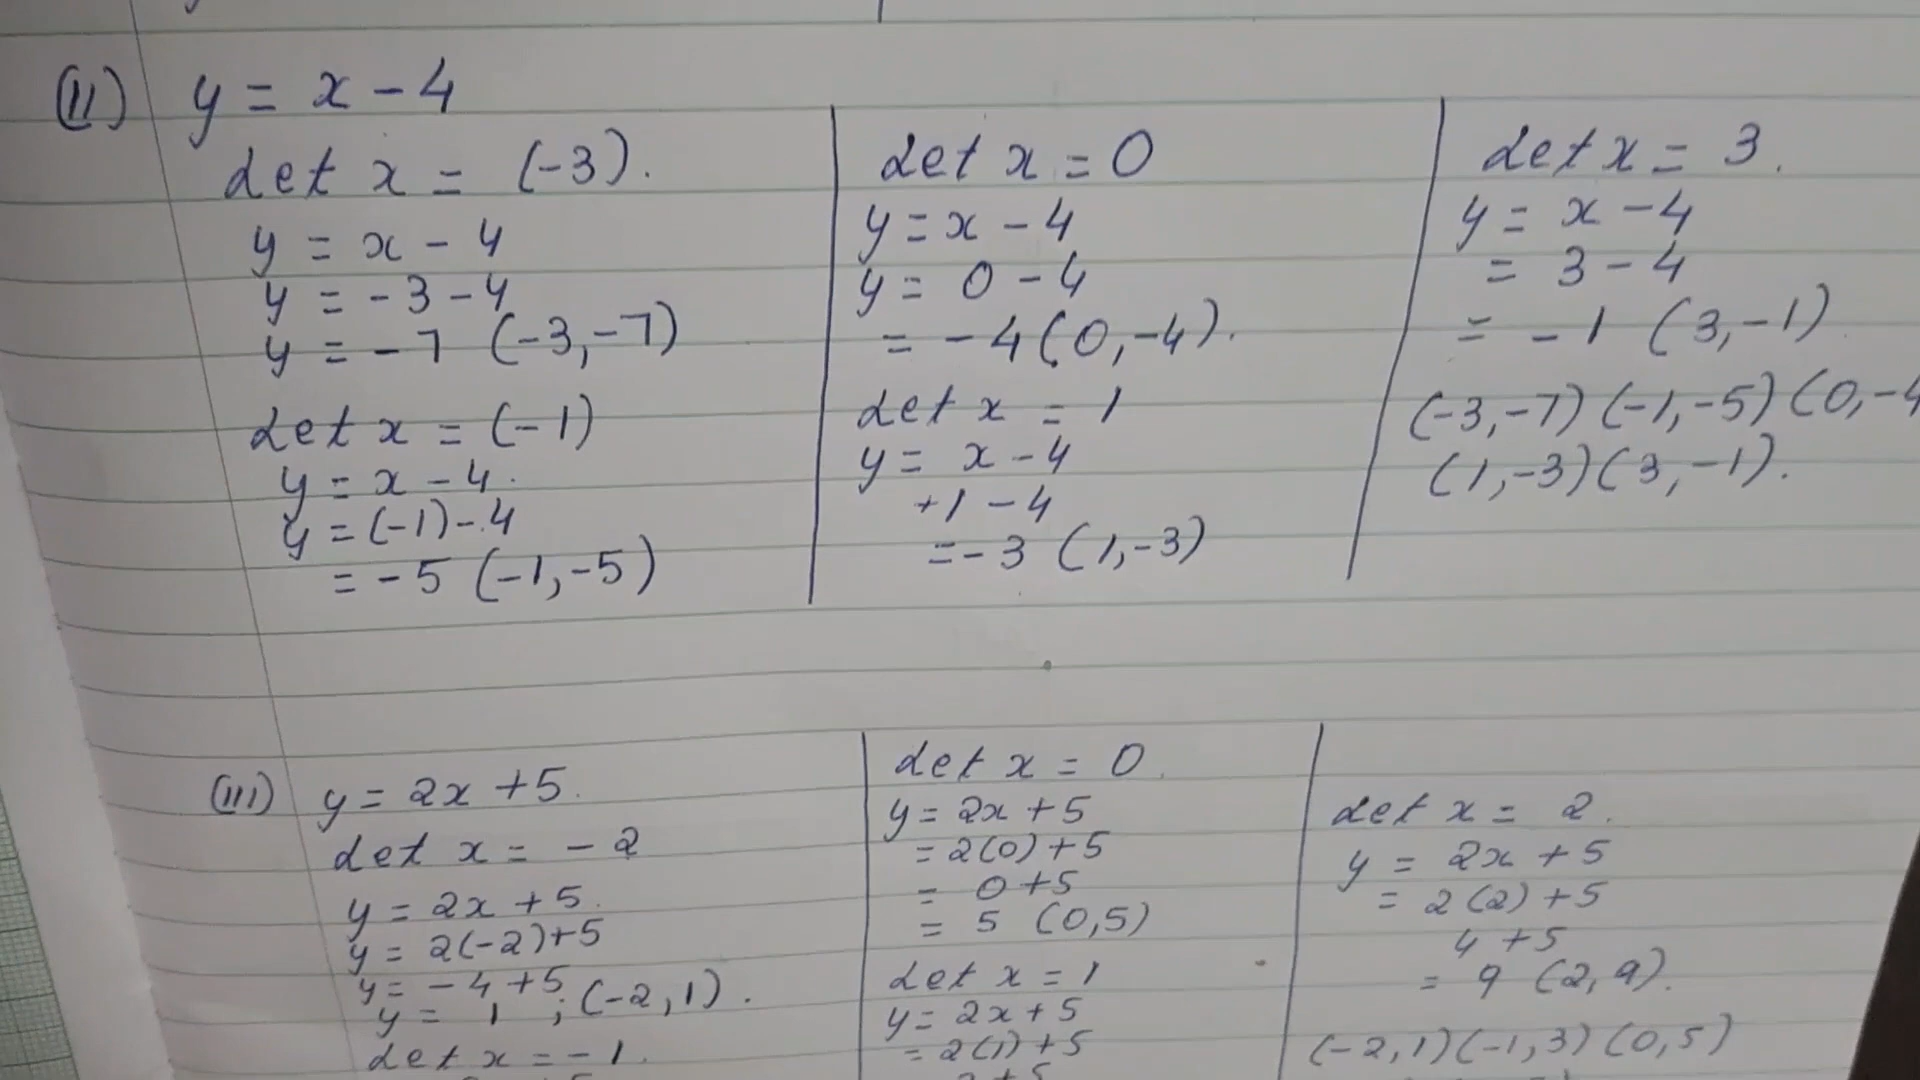 (II) y = x - 4
Let x = (-3).
y = x - 4
y = -3 - 4
y = -7 (-3,-7)
Let x = (-1)
y = x - 4.
y = (-1) - 4
= -5 (-1,-5)
Let x = 0
y = x - 4
y = 0 - 4
= -4 (0,-4).
Let x = 1
y = x - 4
+1 - 4
= -3 (1,-3)
Let x = 3.
y = x - 4
= 3 - 4
= -1 (3,-1)
(-3,-7) (-1,-5) (0,-4
(1,-3) (3,-1).
(III) y = 2x + 5.
Let x = -2
y = 2x + 5.
y = 2(-2) + 5
y = -4 + 5
y = 1 ; (-2,1).
Let x = -1.
Let x = 0.
y = 2x + 5
= 2(0) + 5
= 0 + 5
= 5 (0,5)
Let x = 1
y = 2x + 5
= 2(1) + 5
Let x = 2.
y = 2x + 5
= 2(2) + 5
4 + 5
= 9 (2,9).
(-2,1) (-1,3) (0,5)